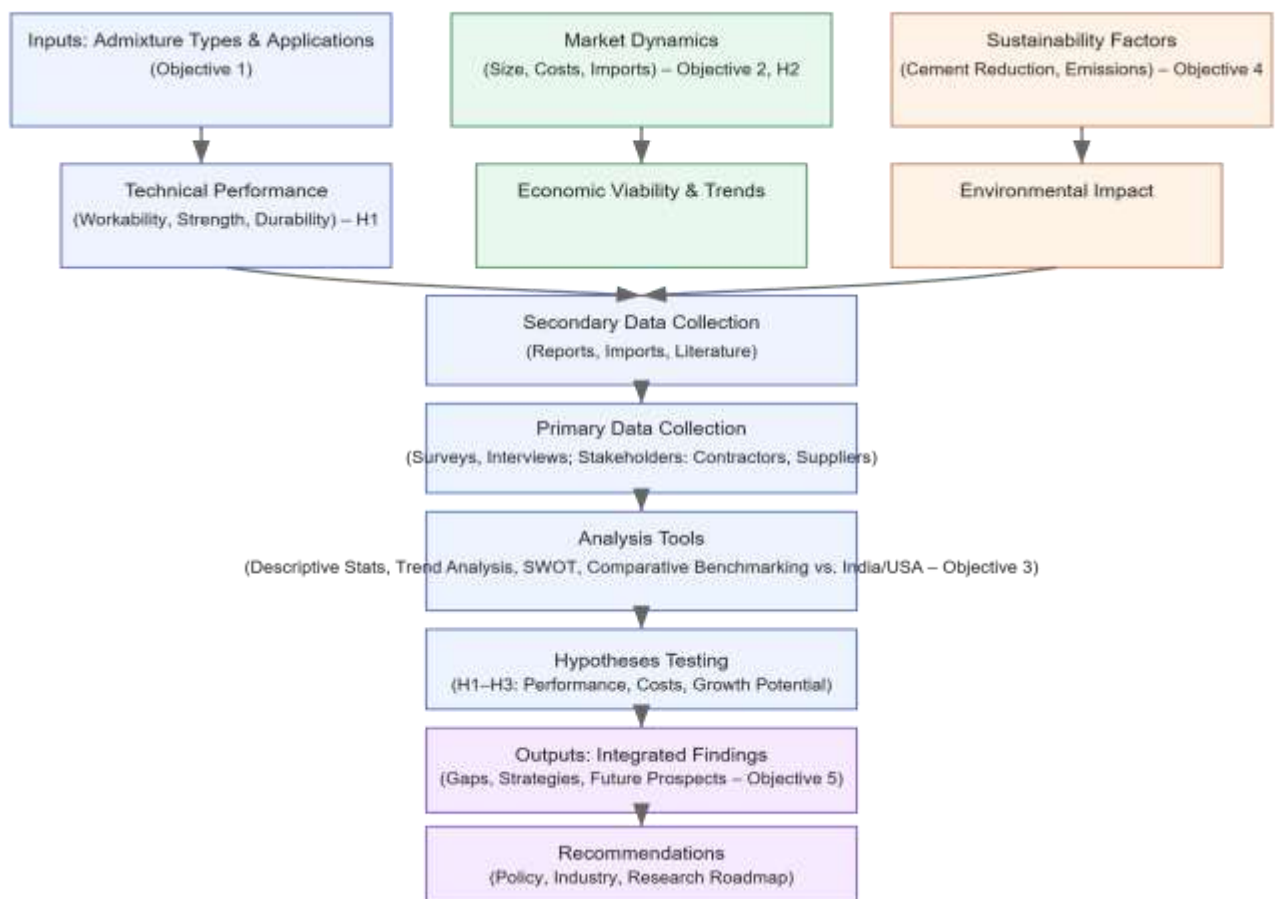 Inputs: Admixture Types & Applications
(Objective 1)
Market Dynamics
(Size, Costs, Imports) – Objective 2, H2
Sustainability Factors
(Cement Reduction, Emissions) – Objective 4
Technical Performance
(Workability, Strength, Durability) – H1
Economic Viability & Trends
Environmental Impact
Secondary Data Collection
(Reports, Imports, Literature)
Primary Data Collection
(Surveys, Interviews; Stakeholders: Contractors, Suppliers)
Analysis Tools
(Descriptive Stats, Trend Analysis, SWOT, Comparative Benchmarking vs. India/USA – Objective 3)
Hypotheses Testing
(H1–H3: Performance, Costs, Growth Potential)
Outputs: Integrated Findings
(Gaps, Strategies, Future Prospects – Objective 5)
Recommendations
(Policy, Industry, Research Roadmap)